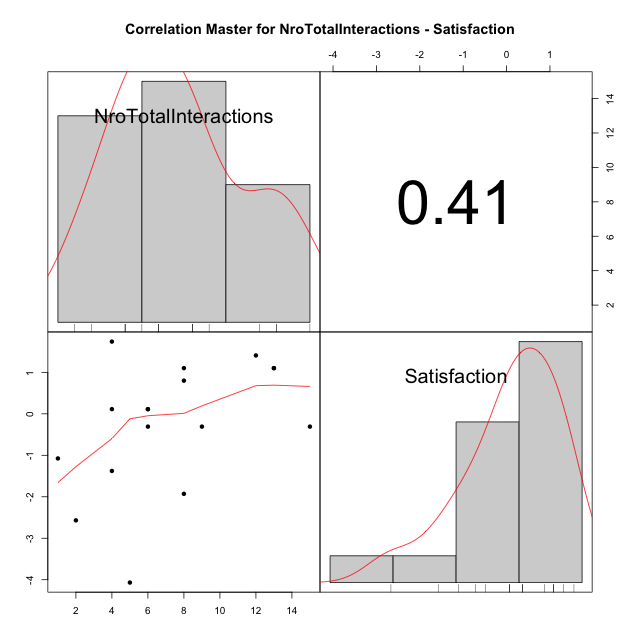 Correlation Master for NroTotalInteractions - Satisfaction
-4 -3 -2 -1 0 1
NroTotalInteractions
0.41
14
12
10
8
6
4
2
1
0
-1
-2
-3
-4
Satisfaction
2 4 6 8 10 12 14